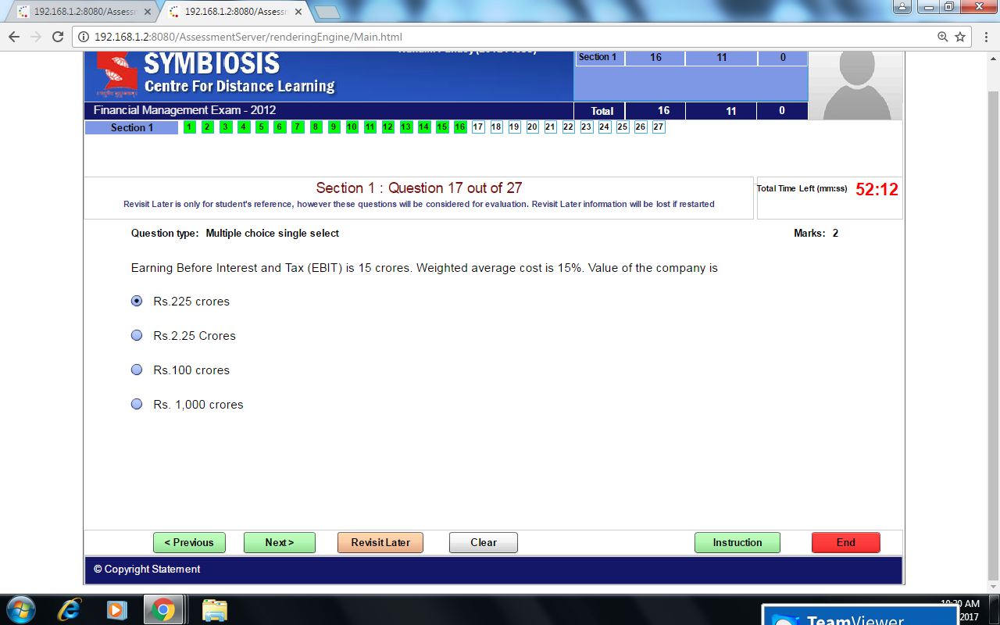 192.168.1.2:8080/Assess
192.168.1.2:8080/Assess
192.168.1.2:8080/AssessmentServer/renderingEngine/Main.html
SYMBIOSIS
Centre For Distance Learning
Section 1 16 11 0
Financial Management Exam - 2012
Total 16 11 0
Section 1 1 2 3 4 5 6 7 8 9 10 11 12 13 14 15 16 17 18 19 20 21 22 23 24 25 26 27
Section 1 : Question 17 out of 27
Total Time Left (mm:ss) 52:12
Revisit Later is only for student's reference, however these questions will be considered for evaluation. Revisit Later information will be lost if restarted
Question type: Multiple choice single select Marks: 2
Earning Before Interest and Tax (EBIT) is 15 crores. Weighted average cost is 15%. Value of the company is
Rs.225 crores
Rs.2.25 Crores
Rs.100 crores
Rs. 1,000 crores
< Previous Next > Revisit Later Clear Instruction End
© Copyright Statement
AM
2017
TeamViewer